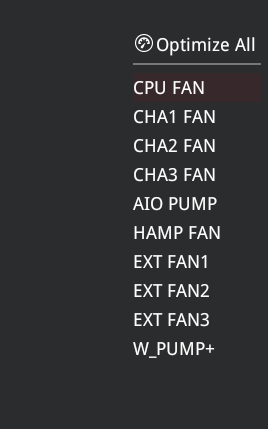 Optimize All
CPU FAN
CHA1 FAN
CHA2 FAN
CHA3 FAN
AIO PUMP
HAMP FAN
EXT FAN1
EXT FAN2
EXT FAN3
W_PUMP+